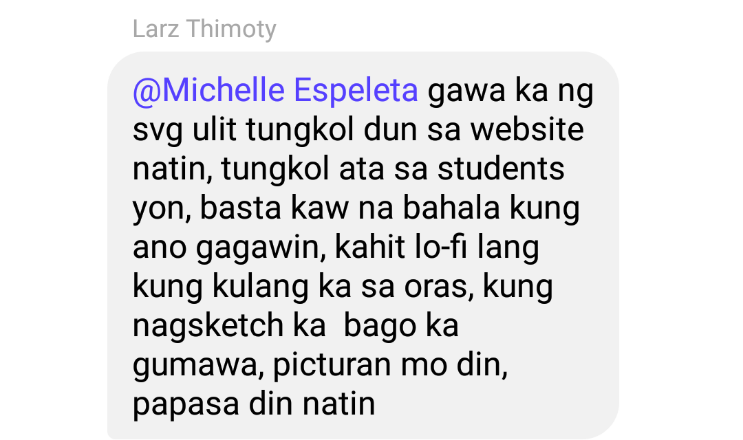 Larz Thimoty
@Michelle Espeleta gawa ka ng
svg ulit tungkol dun sa website
natin, tungkol ata sa students
yon, basta kaw na bahala kung
ano gagawin, kahit lo-fi lang
kung kulang ka sa oras, kung
nagsketch ka  bago ka
gumawa, picturan mo din,
papasa din natin